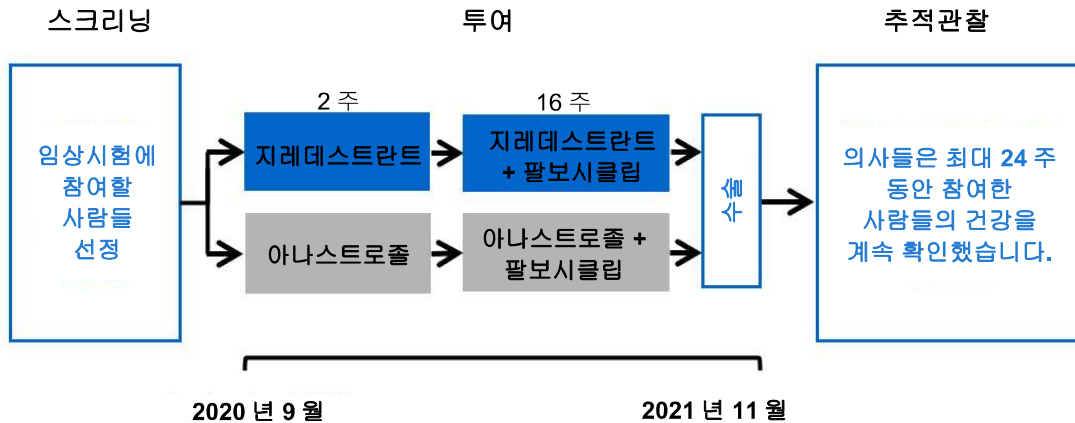 스크리닝
투여
추적관찰
임상시험에
참여할
사람들
선정
2 주
지레데스트란트
16 주
지레데스트란트
+ 팔보시클립
아나스트로졸
아나스트로졸 +
팔보시클립
수술
의사들은 최대 24 주
동안 참여한
사람들의 건강을
계속 확인했습니다.
2020 년 9 월
2021 년 11 월